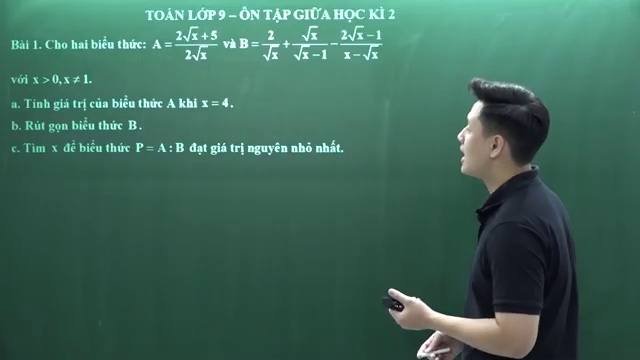 TOÁN LỚP 9 – ÔN TẬP GIỮA HỌC KÌ 2
Bài 1. Cho hai biểu thức: A = (2√x + 5)/(2√x) và B = 2/√x + √x/(√x − 1) − (2√x − 1)/(x − √x)
với x > 0, x ≠ 1.
a. Tính giá trị của biểu thức A khi x = 4.
b. Rút gọn biểu thức B.
c. Tìm x để biểu thức P = A : B đạt giá trị nguyên nhỏ nhất.